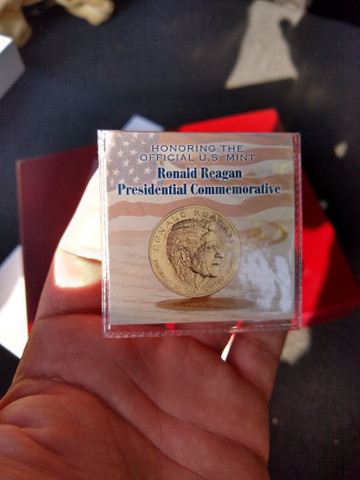 HONORING THE
OFFICIAL U.S. MINT
Ronald Reagan
Presidential Commemorative
RONALD REAGAN